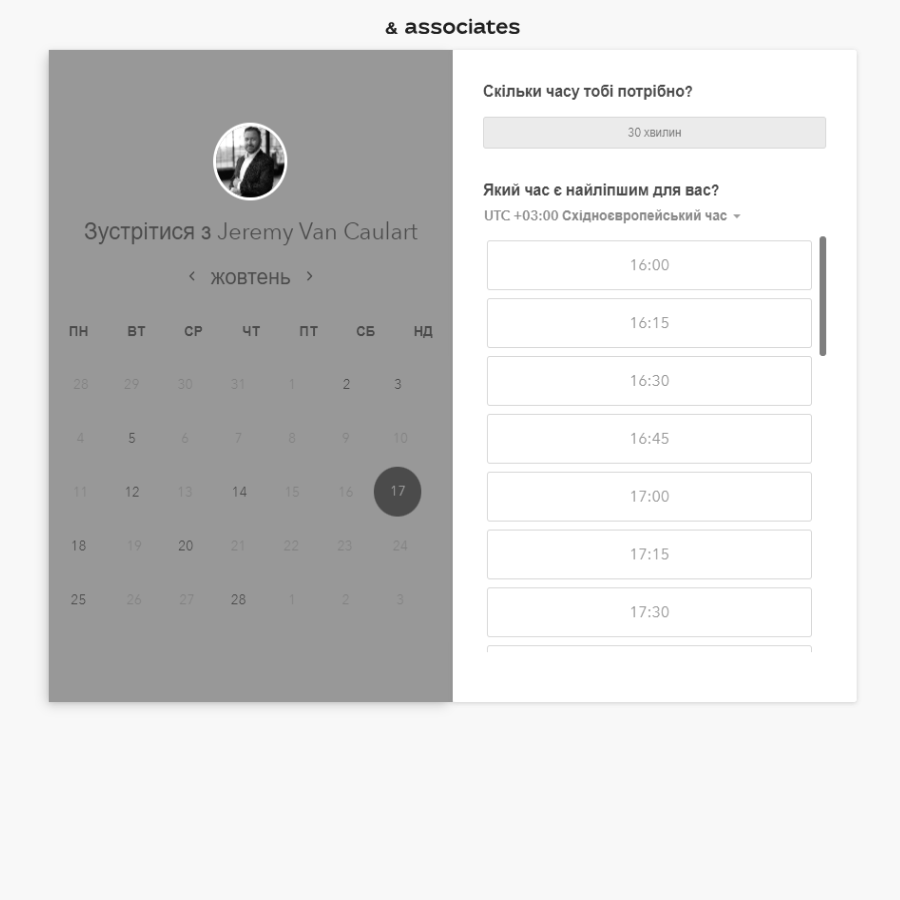 & associates
Зустрітися з Jeremy Van Caulart
жовтень
ПН ВТ СР ЧТ ПТ СБ НД
28 29 30 31 1 2 3
4 5 6 7 8 9 10
11 12 13 14 15 16 17
18 19 20 21 22 23 24
25 26 27 28 1 2 3
Скільки часу тобі потрібно?
30 хвилин
Який час є найліпшим для вас?
UTC +03:00 Східноєвропейський час
16:00
16:15
16:30
16:45
17:00
17:15
17:30